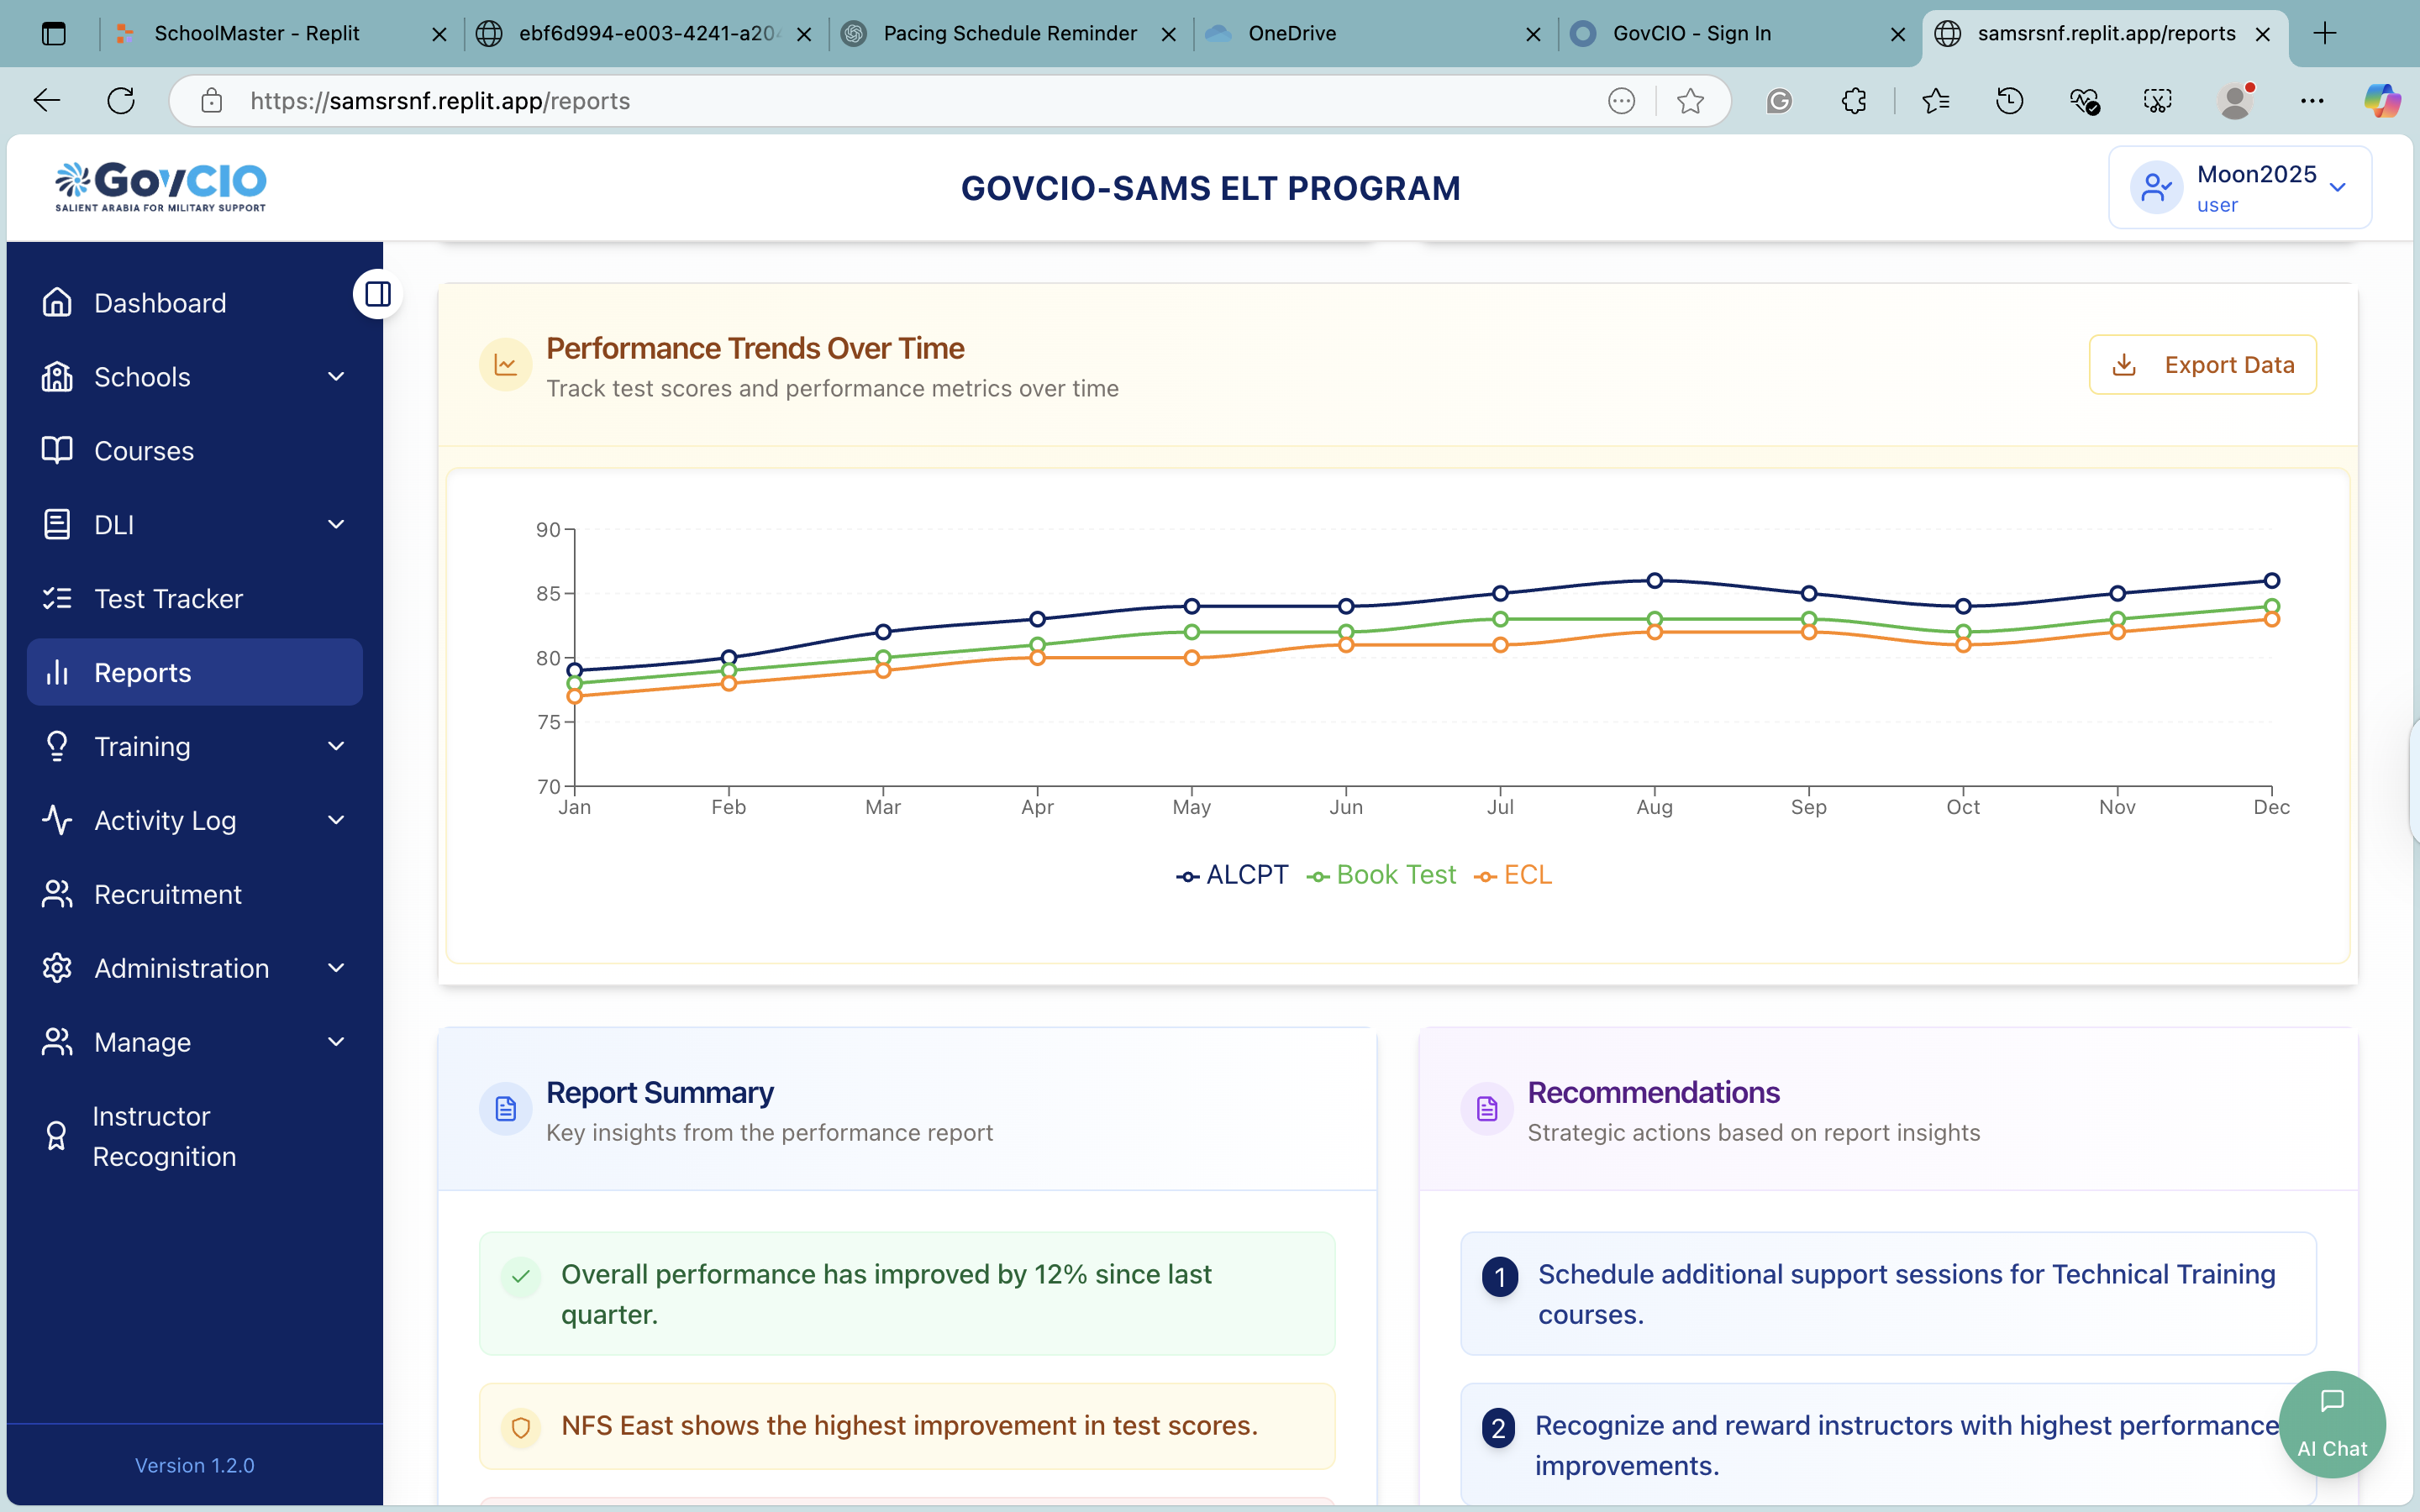 SchoolMaster - Replit
ebf6d994-e003-4241-a204
Pacing Schedule Reminder
OneDrive
GovCIO - Sign In
samsrsnf.replit.app/reports
https://samsrsnf.replit.app/reports
GovCIO
SALIENT ARABIA FOR MILITARY SUPPORT
GOVCIO-SAMS ELT PROGRAM
Moon2025
user
Dashboard
Schools
Courses
DLI
Test Tracker
Reports
Training
Activity Log
Recruitment
Administration
Manage
Instructor
Recognition
Version 1.2.0
Performance Trends Over Time
Track test scores and performance metrics over time
Export Data
90
85
80
75
70
Jan Feb Mar Apr May Jun Jul Aug Sep Oct Nov Dec
ALCPT Book Test ECL
Report Summary
Key insights from the performance report
Overall performance has improved by 12% since last
quarter.
NFS East shows the highest improvement in test scores.
Recommendations
Strategic actions based on report insights
1 Schedule additional support sessions for Technical Training
courses.
2 Recognize and reward instructors with highest performance
improvements.
AI Chat